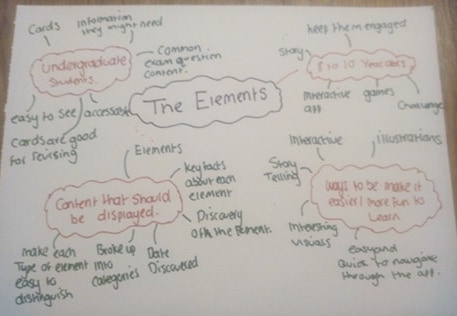 Cards
Information
they might need
Undergraduate
Students.
Common
exam question
content.
easy to see
accessable
Cards are good
for revising
The Elements
keep them engaged
Story
8 to 10 Year olds
Interactive
app
games
Challenge
Elements
Key facts
about each
element
Content that should
be displayed.
Discovery
of the element.
make each
Type of element
easy to
distinguish
Broke up
into
categories
Date
Discovered
Interactive
illustrations
Story
Telling
Ways to be make it
easier/more fun to
Learn
Interesting
visuals
easy and
Quick to navigate
through the app.